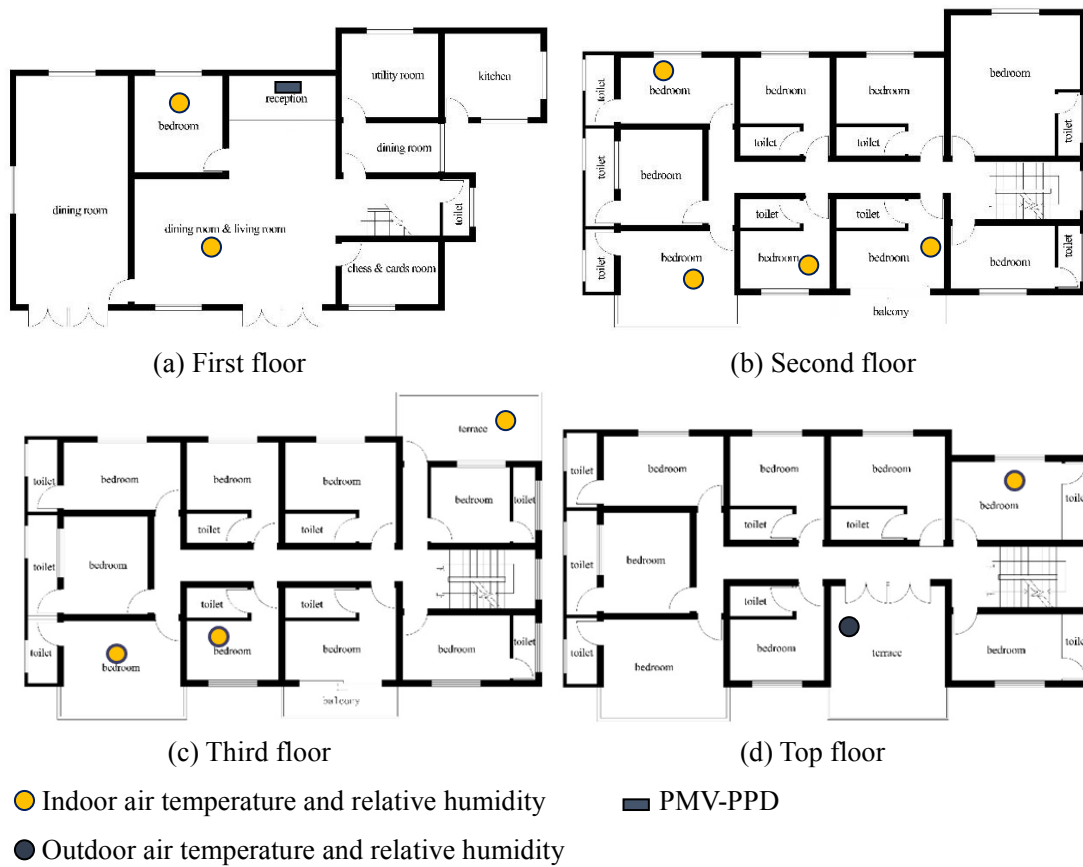 utility room
kitchen
reception
bedroom
dining room
dining room
toilet
dining room & living room
chess & cards room
(a) First floor
bedroom
toilet
bedroom
bedroom
bedroom
toilet
toilet
toilet
toilet
bedroom
toilet
toilet
toilet
bedroom
bedroom
bedroom
bedroom
toilet
balcony
(b) Second floor
terrace
toilet
bedroom
bedroom
bedroom
bedroom
toilet
toilet
toilet
toilet
bedroom
toilet
toilet
toilet
bedroom
bedroom
bedroom
bedroom
toilet
balcony
(c) Third floor
toilet
bedroom
bedroom
bedroom
bedroom
toilet
toilet
toilet
toilet
bedroom
toilet
toilet
bedroom
bedroom
terrace
bedroom
(d) Top floor
Indoor air temperature and relative humidity
PMV-PPD
Outdoor air temperature and relative humidity